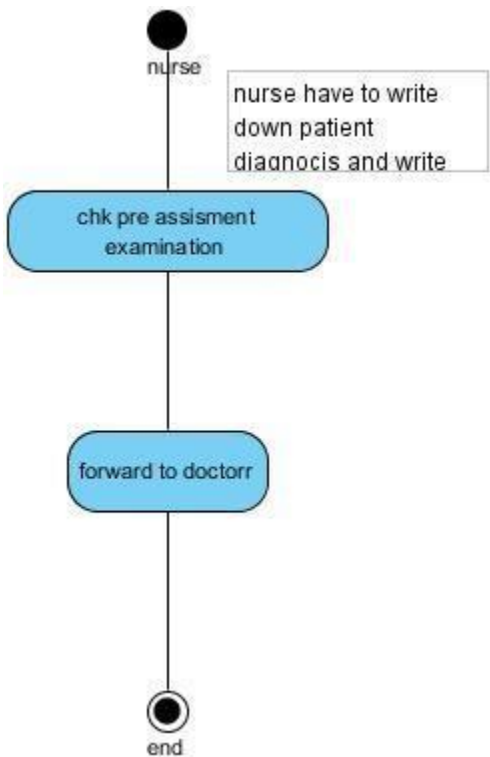 nurse
nurse have to write
down patient
diagnocis and write
chk pre assisment
examination
forward to doctorr
end